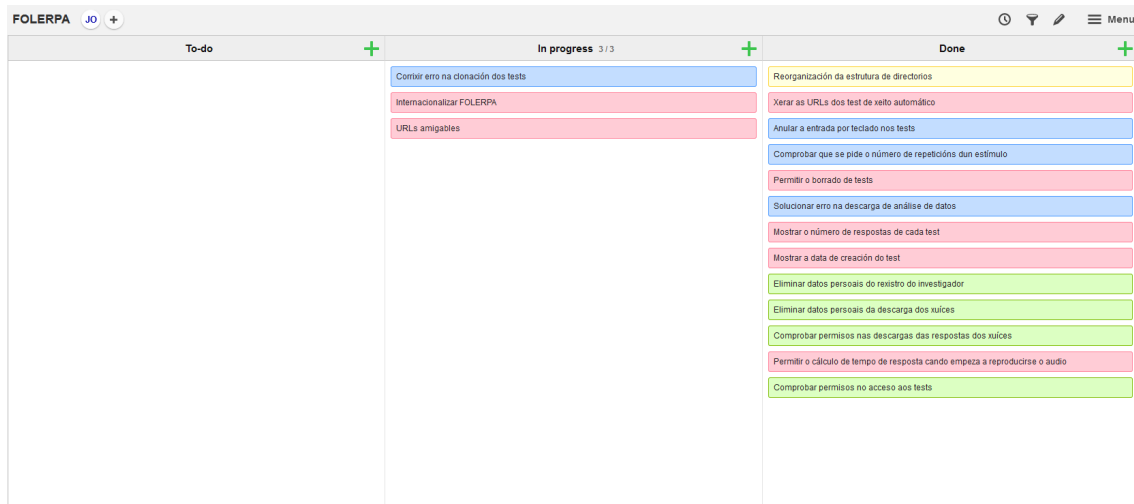 FOLERPA JO +
Menu
To-do
In progress 3 / 3
Done
Corrixir erro na clonación dos tests
Internacionalizar FOLERPA
URLs amigables
Reorganización da estrutura de directorios
Xerar as URLs dos test de xeito automático
Anular a entrada por teclado nos tests
Comprobar que se pide o número de repeticións dun estímulo
Permitir o borrado de tests
Solucionar erro na descarga de análise de datos
Mostrar o número de respostas de cada test
Mostrar a data de creación do test
Eliminar datos persoais do rexistro do investigador
Eliminar datos persoais da descarga dos xuíces
Comprobar permisos nas descargas das respostas dos xuíces
Permitir o cálculo de tempo de resposta cando empeza a reproducirse o audio
Comprobar permisos no acceso aos tests